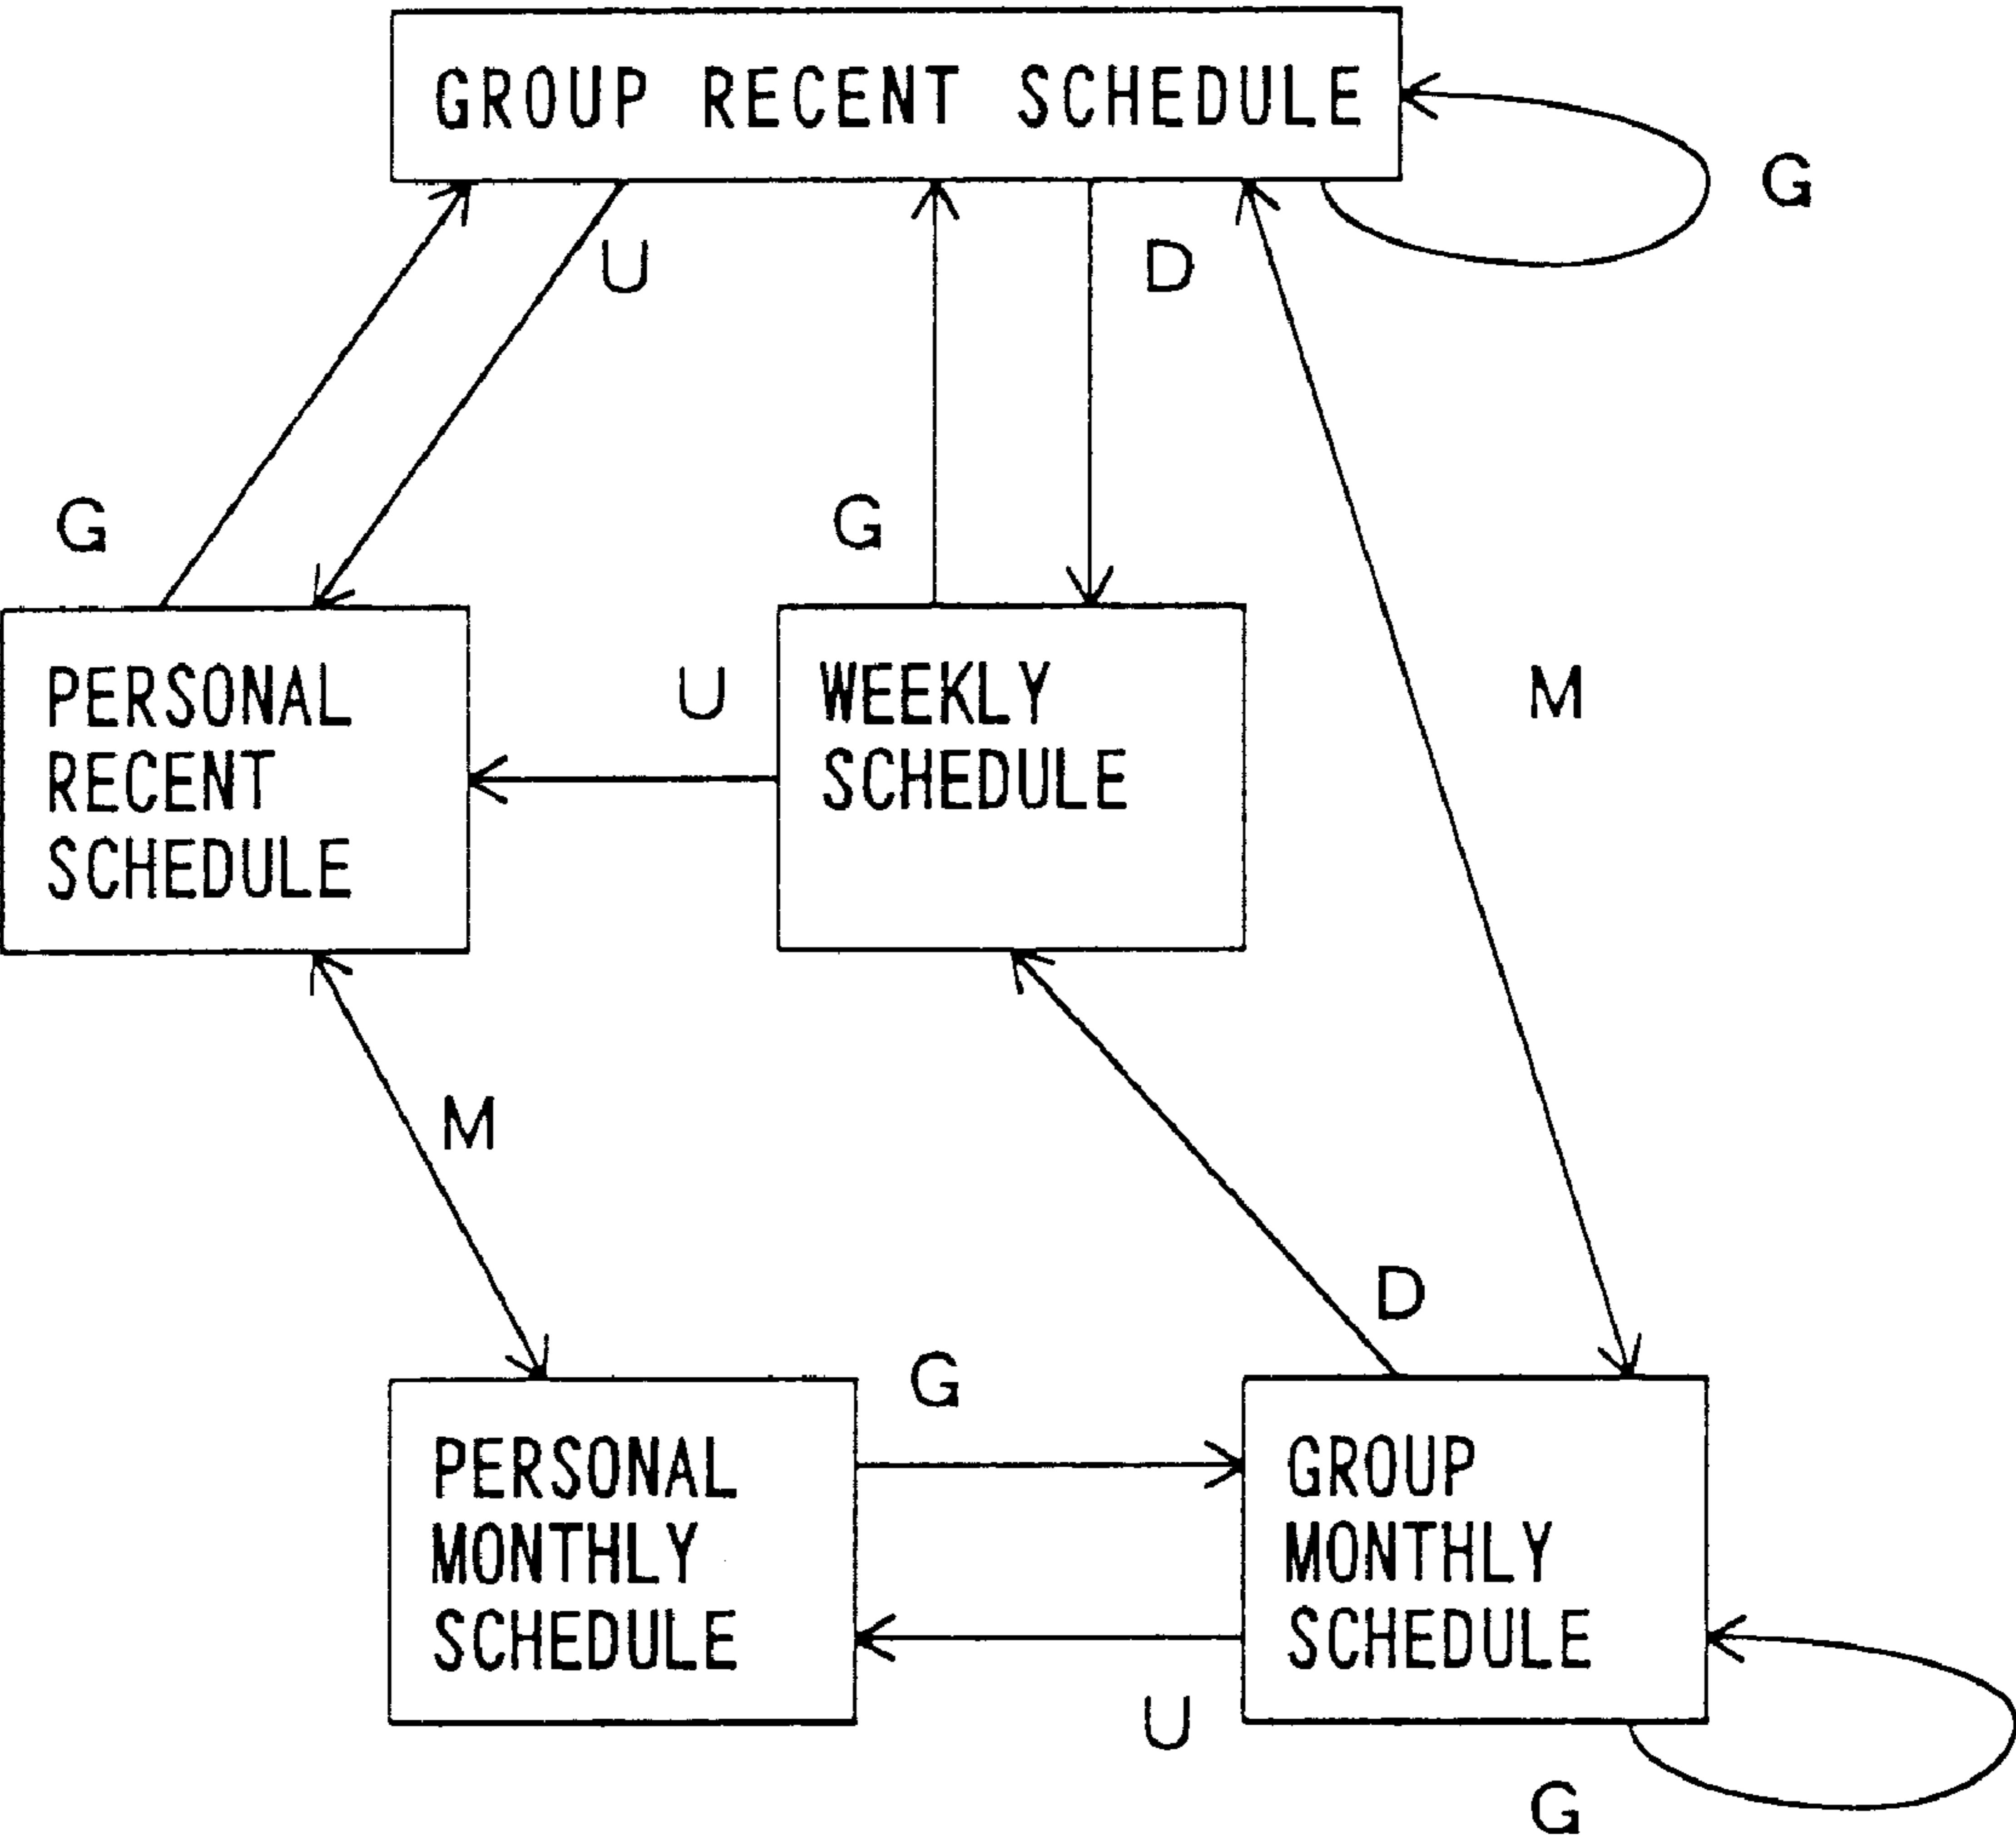 GROUP RECENT SCHEDULE
G
U
D
G
G
PERSONAL
RECENT
SCHEDULE
U
WEEKLY
SCHEDULE
M
M
D
G
PERSONAL
MONTHLY
SCHEDULE
GROUP
MONTHLY
SCHEDULE
U
G